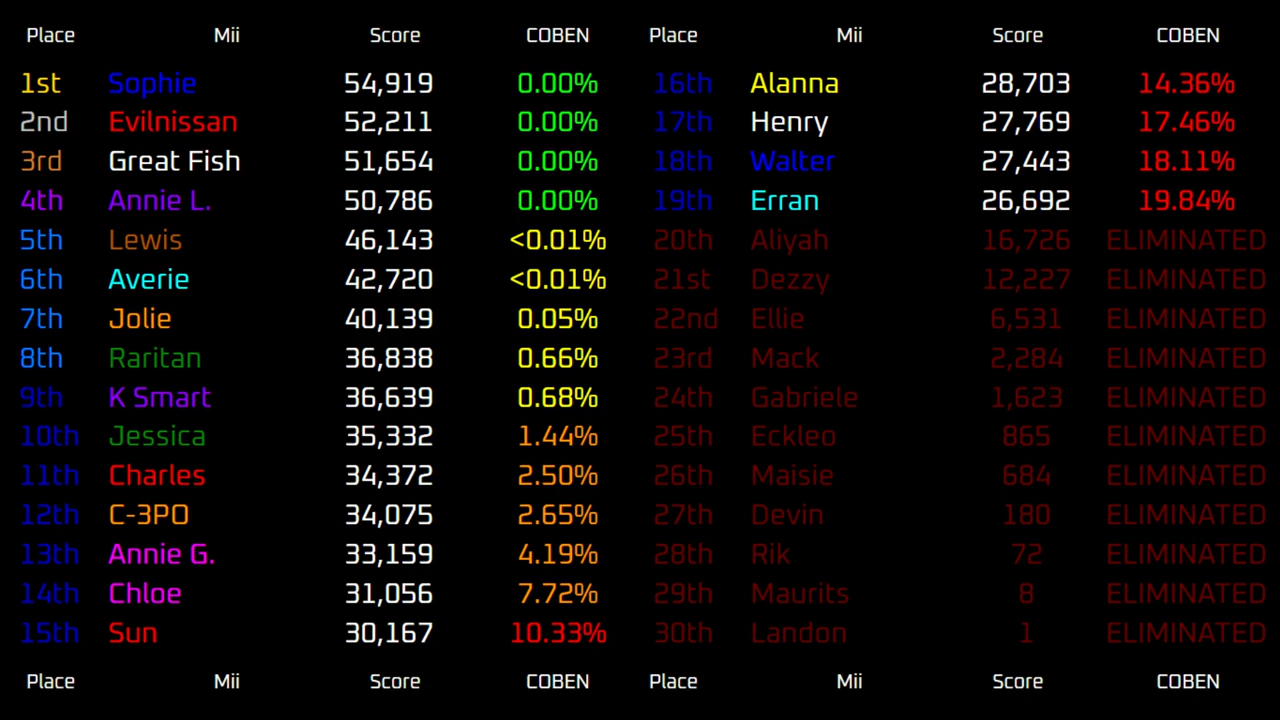 Place Mii Score COBEN Place Mii Score COBEN
1st Sophie 54,919 0.00% 16th Alanna 28,703 14.36%
2nd Evilnissan 52,211 0.00% 17th Henry 27,769 17.46%
3rd Great Fish 51,654 0.00% 18th Walter 27,443 18.11%
4th Annie L. 50,786 0.00% 19th Erran 26,692 19.84%
5th Lewis 46,143 <0.01% 20th Aliyah 16,726 ELIMINATED
6th Averie 42,720 <0.01% 21st Dezzy 12,227 ELIMINATED
7th Jolie 40,139 0.05% 22nd Ellie 6,531 ELIMINATED
8th Raritan 36,838 0.66% 23rd Mack 2,284 ELIMINATED
9th K Smart 36,639 0.68% 24th Gabriele 1,623 ELIMINATED
10th Jessica 35,332 1.44% 25th Eckleo 865 ELIMINATED
11th Charles 34,372 2.50% 26th Maisie 684 ELIMINATED
12th C-3PO 34,075 2.65% 27th Devin 180 ELIMINATED
13th Annie G. 33,159 4.19% 28th Rik 72 ELIMINATED
14th Chloe 31,056 7.72% 29th Maurits 8 ELIMINATED
15th Sun 30,167 10.33% 30th Landon 1 ELIMINATED
Place Mii Score COBEN Place Mii Score COBEN